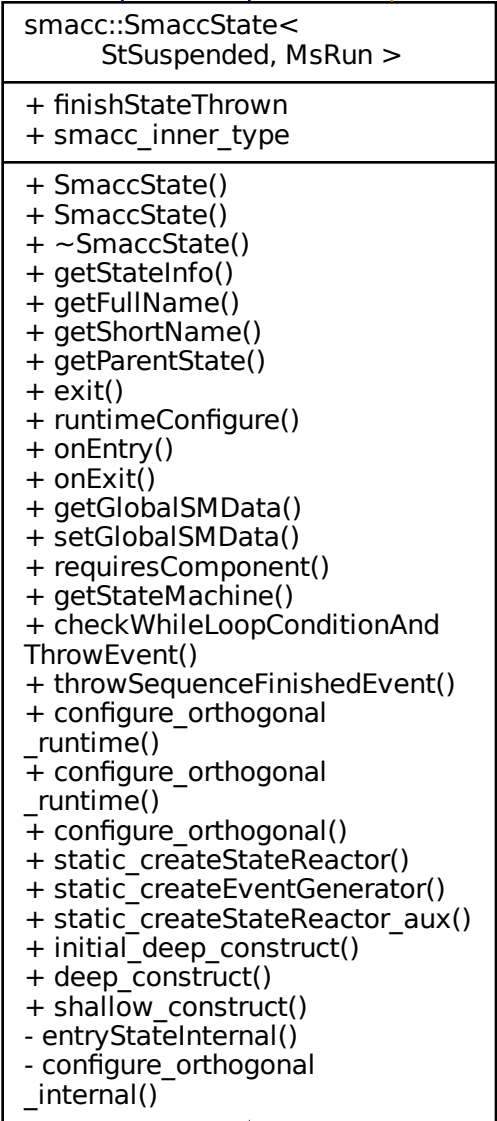 smacc::SmaccState<
StSuspended, MsRun >
+ finishStateThrown
+ smacc_inner_type
+ SmaccState()
+ SmaccState()
+ ~SmaccState()
+ getStateInfo()
+ getFullName()
+ getShortName()
+ getParentState()
+ exit()
+ runtimeConfigure()
+ onEntry()
+ onExit()
+ getGlobalSMData()
+ setGlobalSMData()
+ requiresComponent()
+ getStateMachine()
+ checkWhileLoopConditionAnd
ThrowEvent()
+ throwSequenceFinishedEvent()
+ configure_orthogonal
_runtime()
+ configure_orthogonal
_runtime()
+ configure_orthogonal()
+ static_createStateReactor()
+ static_createEventGenerator()
+ static_createStateReactor_aux()
+ initial_deep_construct()
+ deep_construct()
+ shallow_construct()
- entryStateInternal()
- configure_orthogonal
_internal()